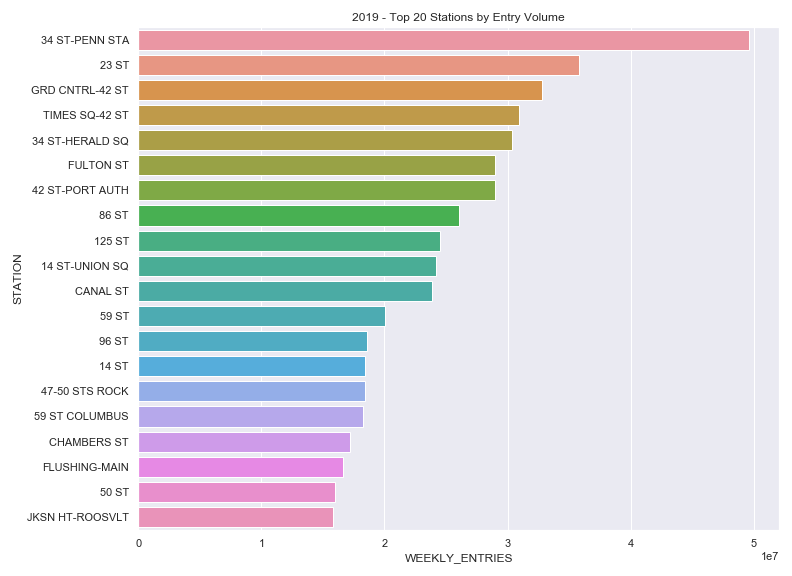 2019 - Top 20 Stations by Entry Volume
34 ST-PENN STA
23 ST
GRD CNTRL-42 ST
TIMES SQ-42 ST
34 ST-HERALD SQ
FULTON ST
42 ST-PORT AUTH
86 ST
125 ST
14 ST-UNION SQ
CANAL ST
59 ST
96 ST
14 ST
47-50 STS ROCK
59 ST COLUMBUS
CHAMBERS ST
FLUSHING-MAIN
50 ST
JKSN HT-ROOSVLT
STATION
0 1 2 3 4 5
1e7
WEEKLY_ENTRIES